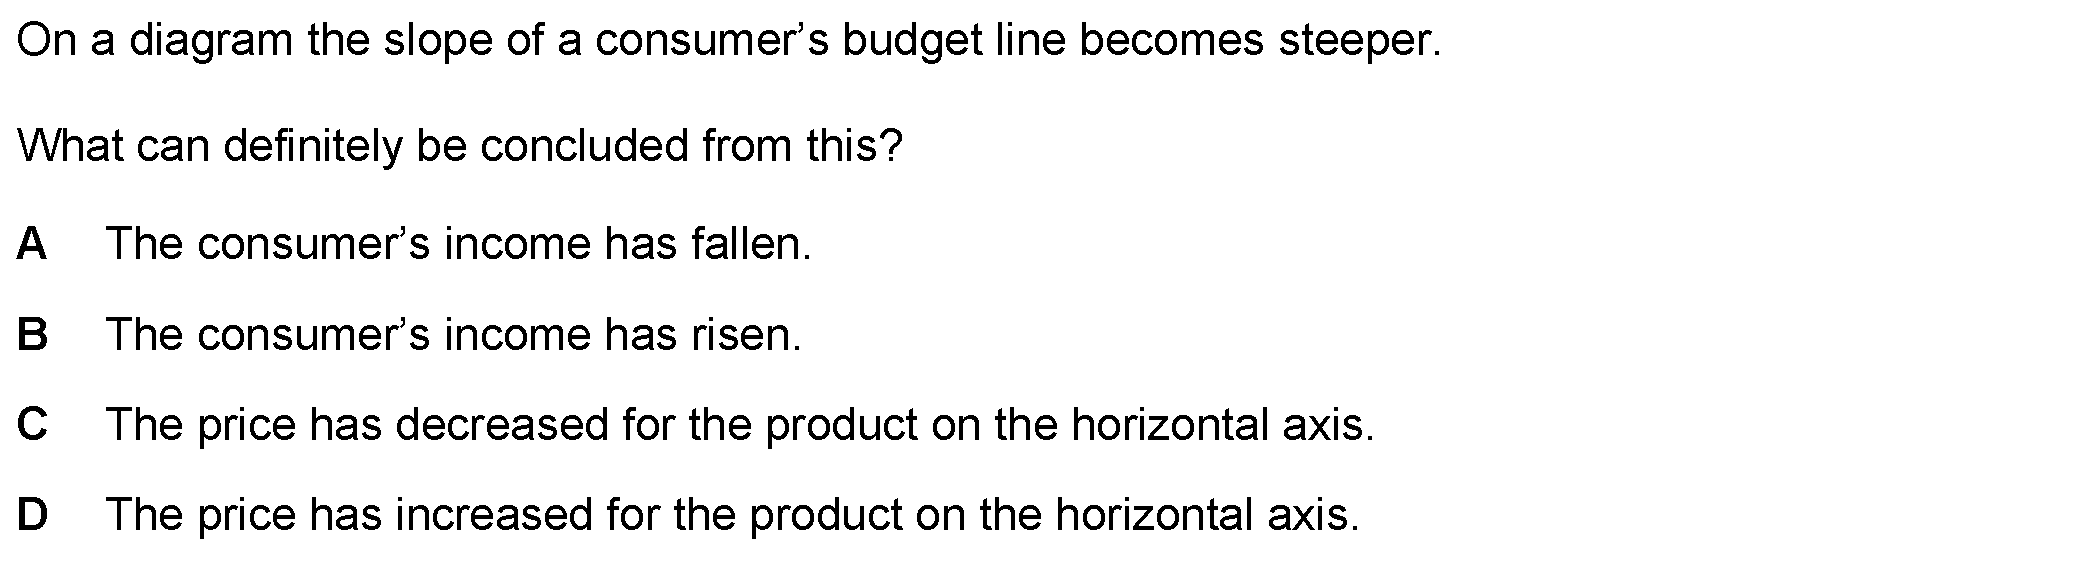 On a diagram the slope of a consumer’s budget line becomes steeper.
What can definitely be concluded from this?
A The consumer’s income has fallen.
B The consumer’s income has risen.
C The price has decreased for the product on the horizontal axis.
D The price has increased for the product on the horizontal axis.